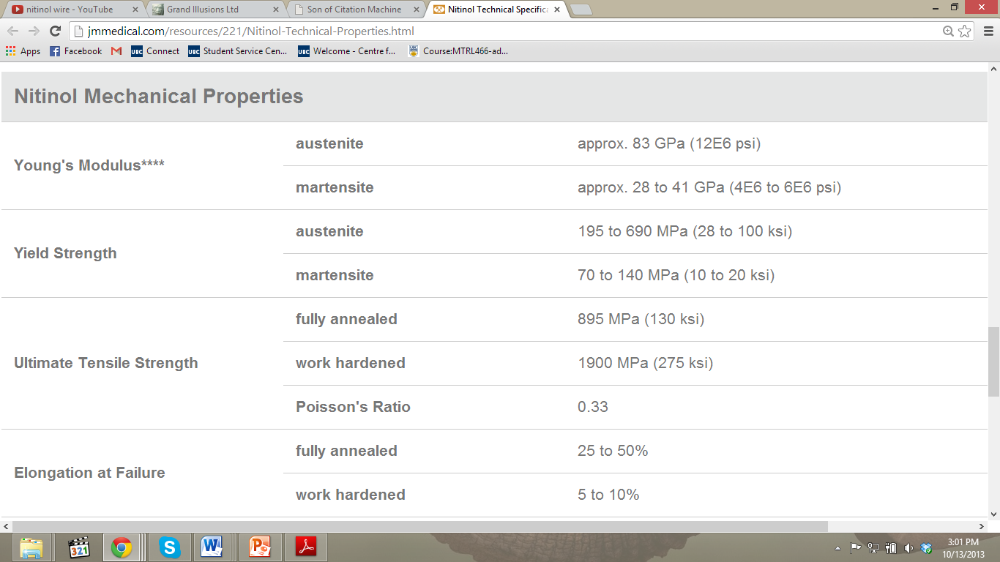 nitinol wire - YouTube
Grand Illusions Ltd
Son of Citation Machine
Nitinol Technical Specifica
jmmedical.com/resources/221/Nitinol-Technical-Properties.html
Apps
Facebook
UBC Connect
UBC Student Service Cen...
UBC Welcome - Centre f...
Course:MTRL466-ad...
Nitinol Mechanical Properties
Young's Modulus****
austenite approx. 83 GPa (12E6 psi)
martensite approx. 28 to 41 GPa (4E6 to 6E6 psi)
Yield Strength
austenite 195 to 690 MPa (28 to 100 ksi)
martensite 70 to 140 MPa (10 to 20 ksi)
Ultimate Tensile Strength
fully annealed 895 MPa (130 ksi)
work hardened 1900 MPa (275 ksi)
Poisson's Ratio 0.33
Elongation at Failure
fully annealed 25 to 50%
work hardened 5 to 10%
321
3:01 PM
10/13/2013